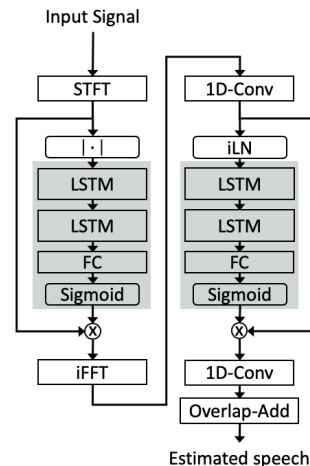 Input Signal
STFT
|·|
LSTM
LSTM
FC
Sigmoid
X
iFFT
1D-Conv
iLN
LSTM
LSTM
FC
Sigmoid
X
1D-Conv
Overlap-Add
Estimated speech